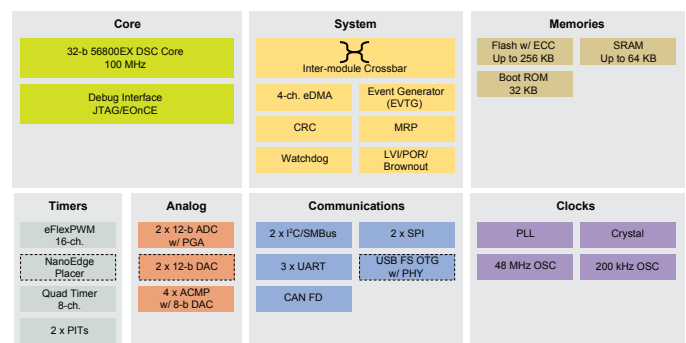 Core
32-b 56800EX DSC Core
100 MHz
Debug Interface
JTAG/EOnCE
System
Inter-module Crossbar
4-ch. eDMA
Event Generator
(EVTG)
CRC
MRP
Watchdog
LVI/POR/
Brownout
Memories
Flash w/ ECC
Up to 256 KB
SRAM
Up to 64 KB
Boot ROM
32 KB
Timers
eFlexPWM
16-ch.
NanoEdge
Placer
Quad Timer
8-ch.
2 x PITs
Analog
2 x 12-b ADC
w/ PGA
2 x 12-b DAC
4 x ACMP
w/ 8-b DAC
Communications
2 x I²C/SMBus
2 x SPI
3 x UART
USB FS OTG
w/ PHY
CAN FD
Clocks
PLL
Crystal
48 MHz OSC
200 kHz OSC